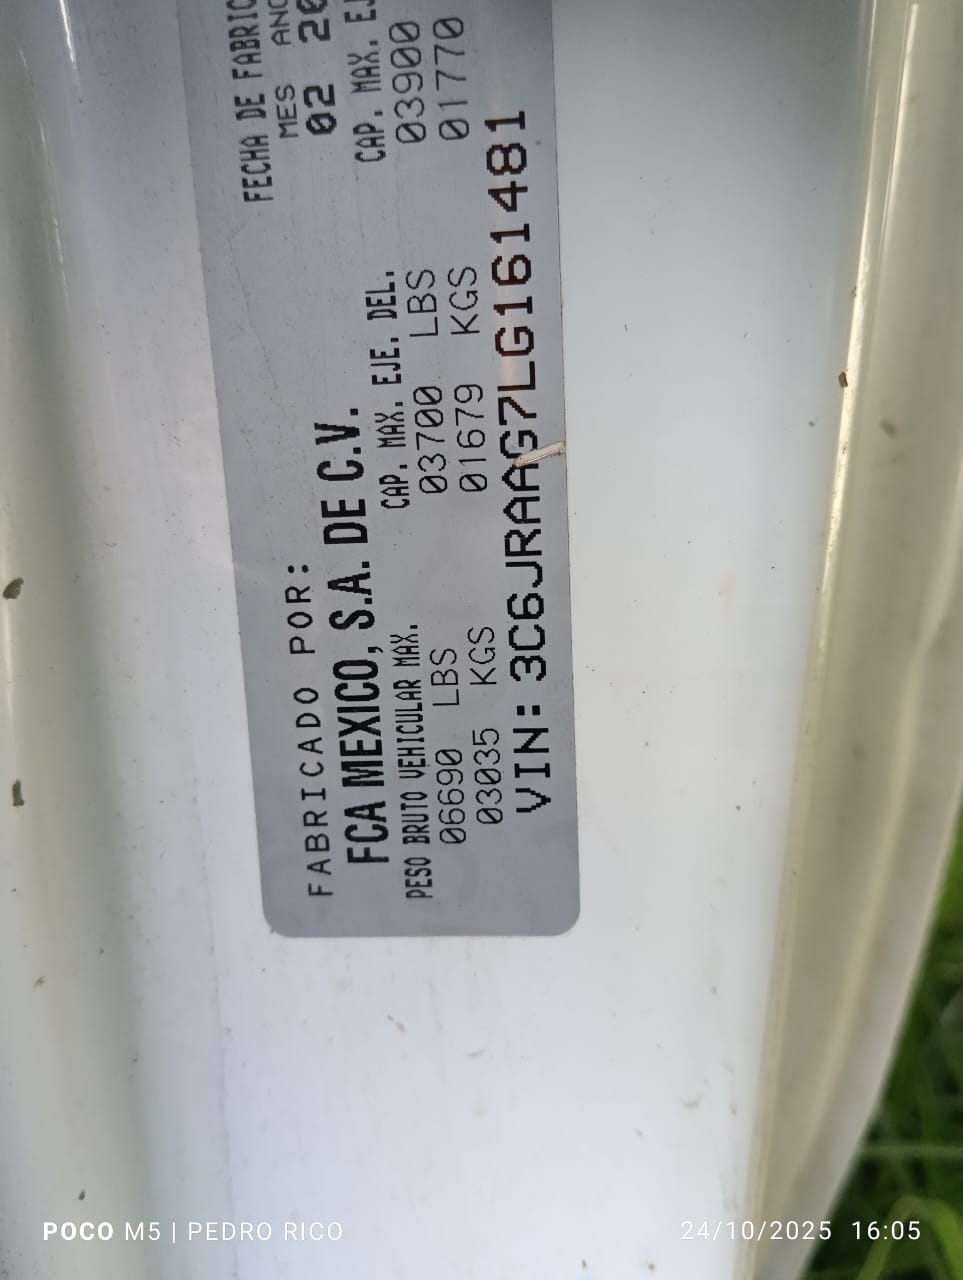 FABRICADO POR:
FECHA DE FABRIC
MES
02 20
FCA MEXICO, S.A. DE C.V.
PESO BRUTO VEHICULAR MAX.
CAP. MAX. EJE. DEL.
CAP. MAX. EJ
06690 LBS
03700 LBS
03900
03035 KGS
01679 KGS
01770
VIN: 3C6JRAAG7LG161481
POCO M5 | PEDRO RICO
24/10/2025 16:05